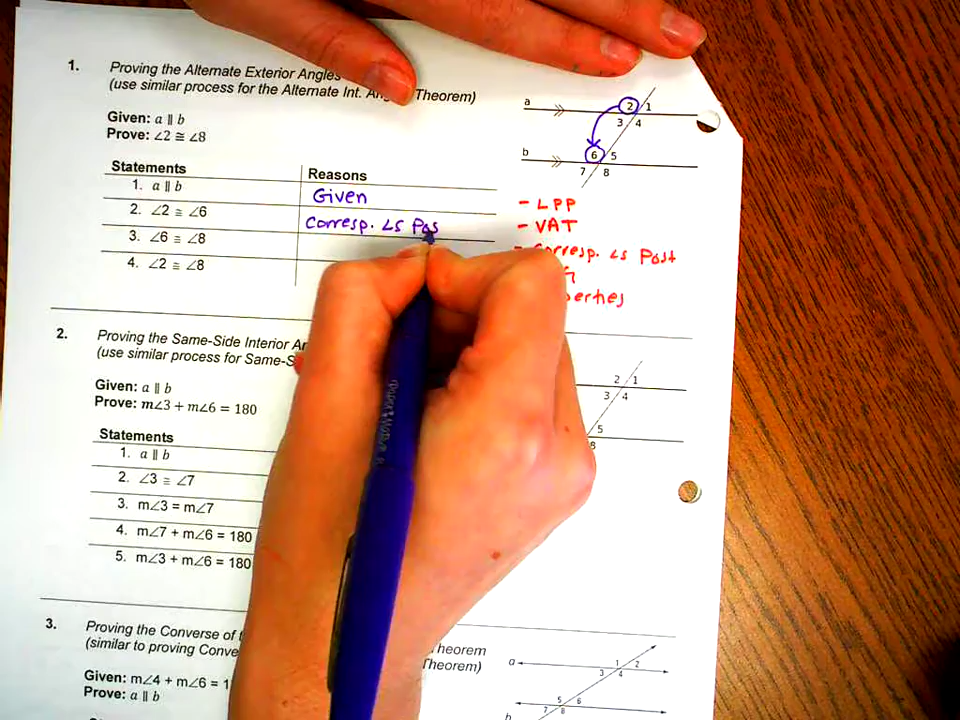 1. Proving the Alternate Exterior Angles Theorem)
(use similar process for the Alternate Int.
Given: a ∥ b
Prove: ∠2 ≅ ∠8
Statements Reasons
1. a ∥ b Given
2. ∠2 ≅ ∠6 Corresp. ∠s Pos
3. ∠6 ≅ ∠8
4. ∠2 ≅ ∠8
a 2 1
3 4
b 6 5
7 8
- LPP
- VAT
- Corresp. ∠s Post
2. Proving the Same-Side Interior
(use similar process for Same-S
Given: a ∥ b
Prove: m∠3 + m∠6 = 180
Statements
1. a ∥ b
2. ∠3 ≅ ∠7
3. m∠3 = m∠7
4. m∠7 + m∠6 = 180
5. m∠3 + m∠6 = 180
2 1
3 4
5
8
3. Proving the Converse of Theorem
(similar to proving Conve Theorem)
Given: m∠4 + m∠6 = 1
Prove: a ∥ b
a 1 2
3 4
5 6
b 7 8